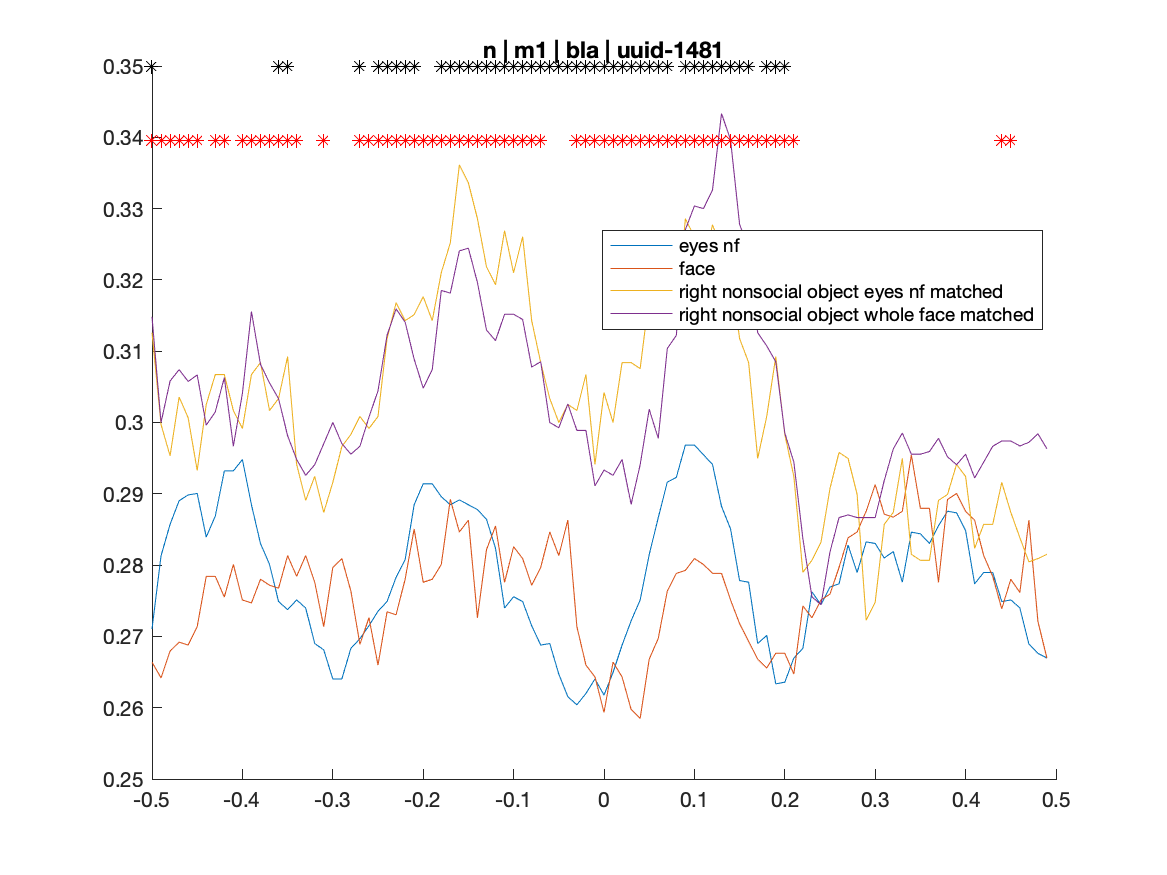 n | m1 | bla | uuid-1481
0.35
0.34
0.33
0.32
0.31
0.3
0.29
0.28
0.27
0.26
0.25
eyes nf
face
right nonsocial object eyes nf matched
right nonsocial object whole face matched
-0.5 -0.4 -0.3 -0.2 -0.1 0 0.1 0.2 0.3 0.4 0.5